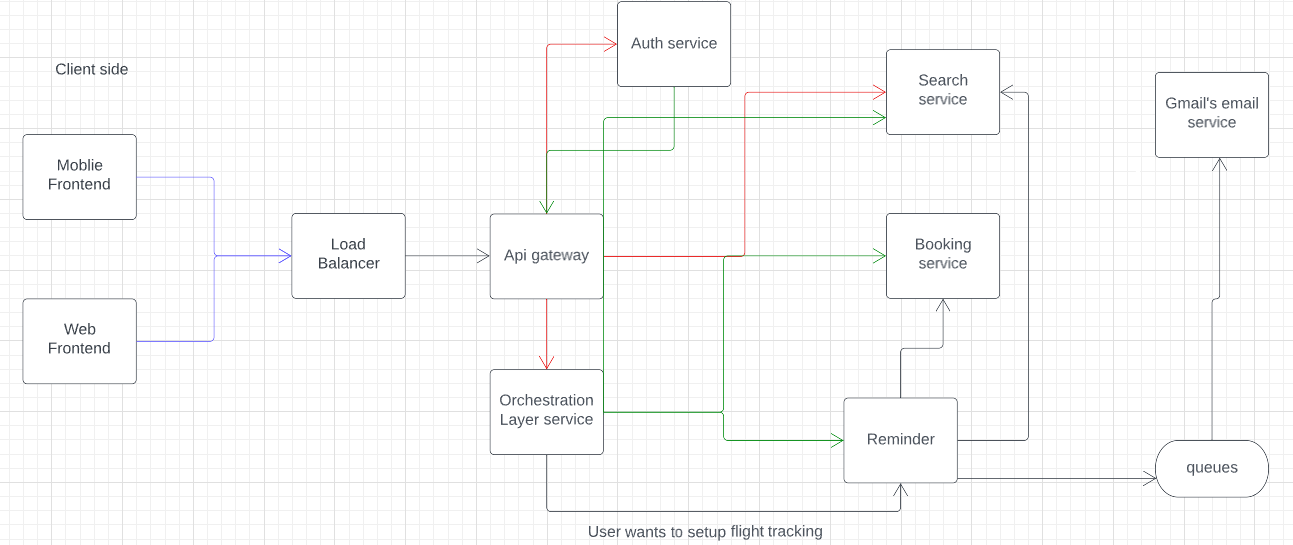 Client side
Auth service
Search
service
Gmail's email
service
Moblie
Frontend
Load
Balancer
Api gateway
Booking
service
Web
Frontend
Orchestration
Layer service
Reminder
queues
User wants to setup flight tracking